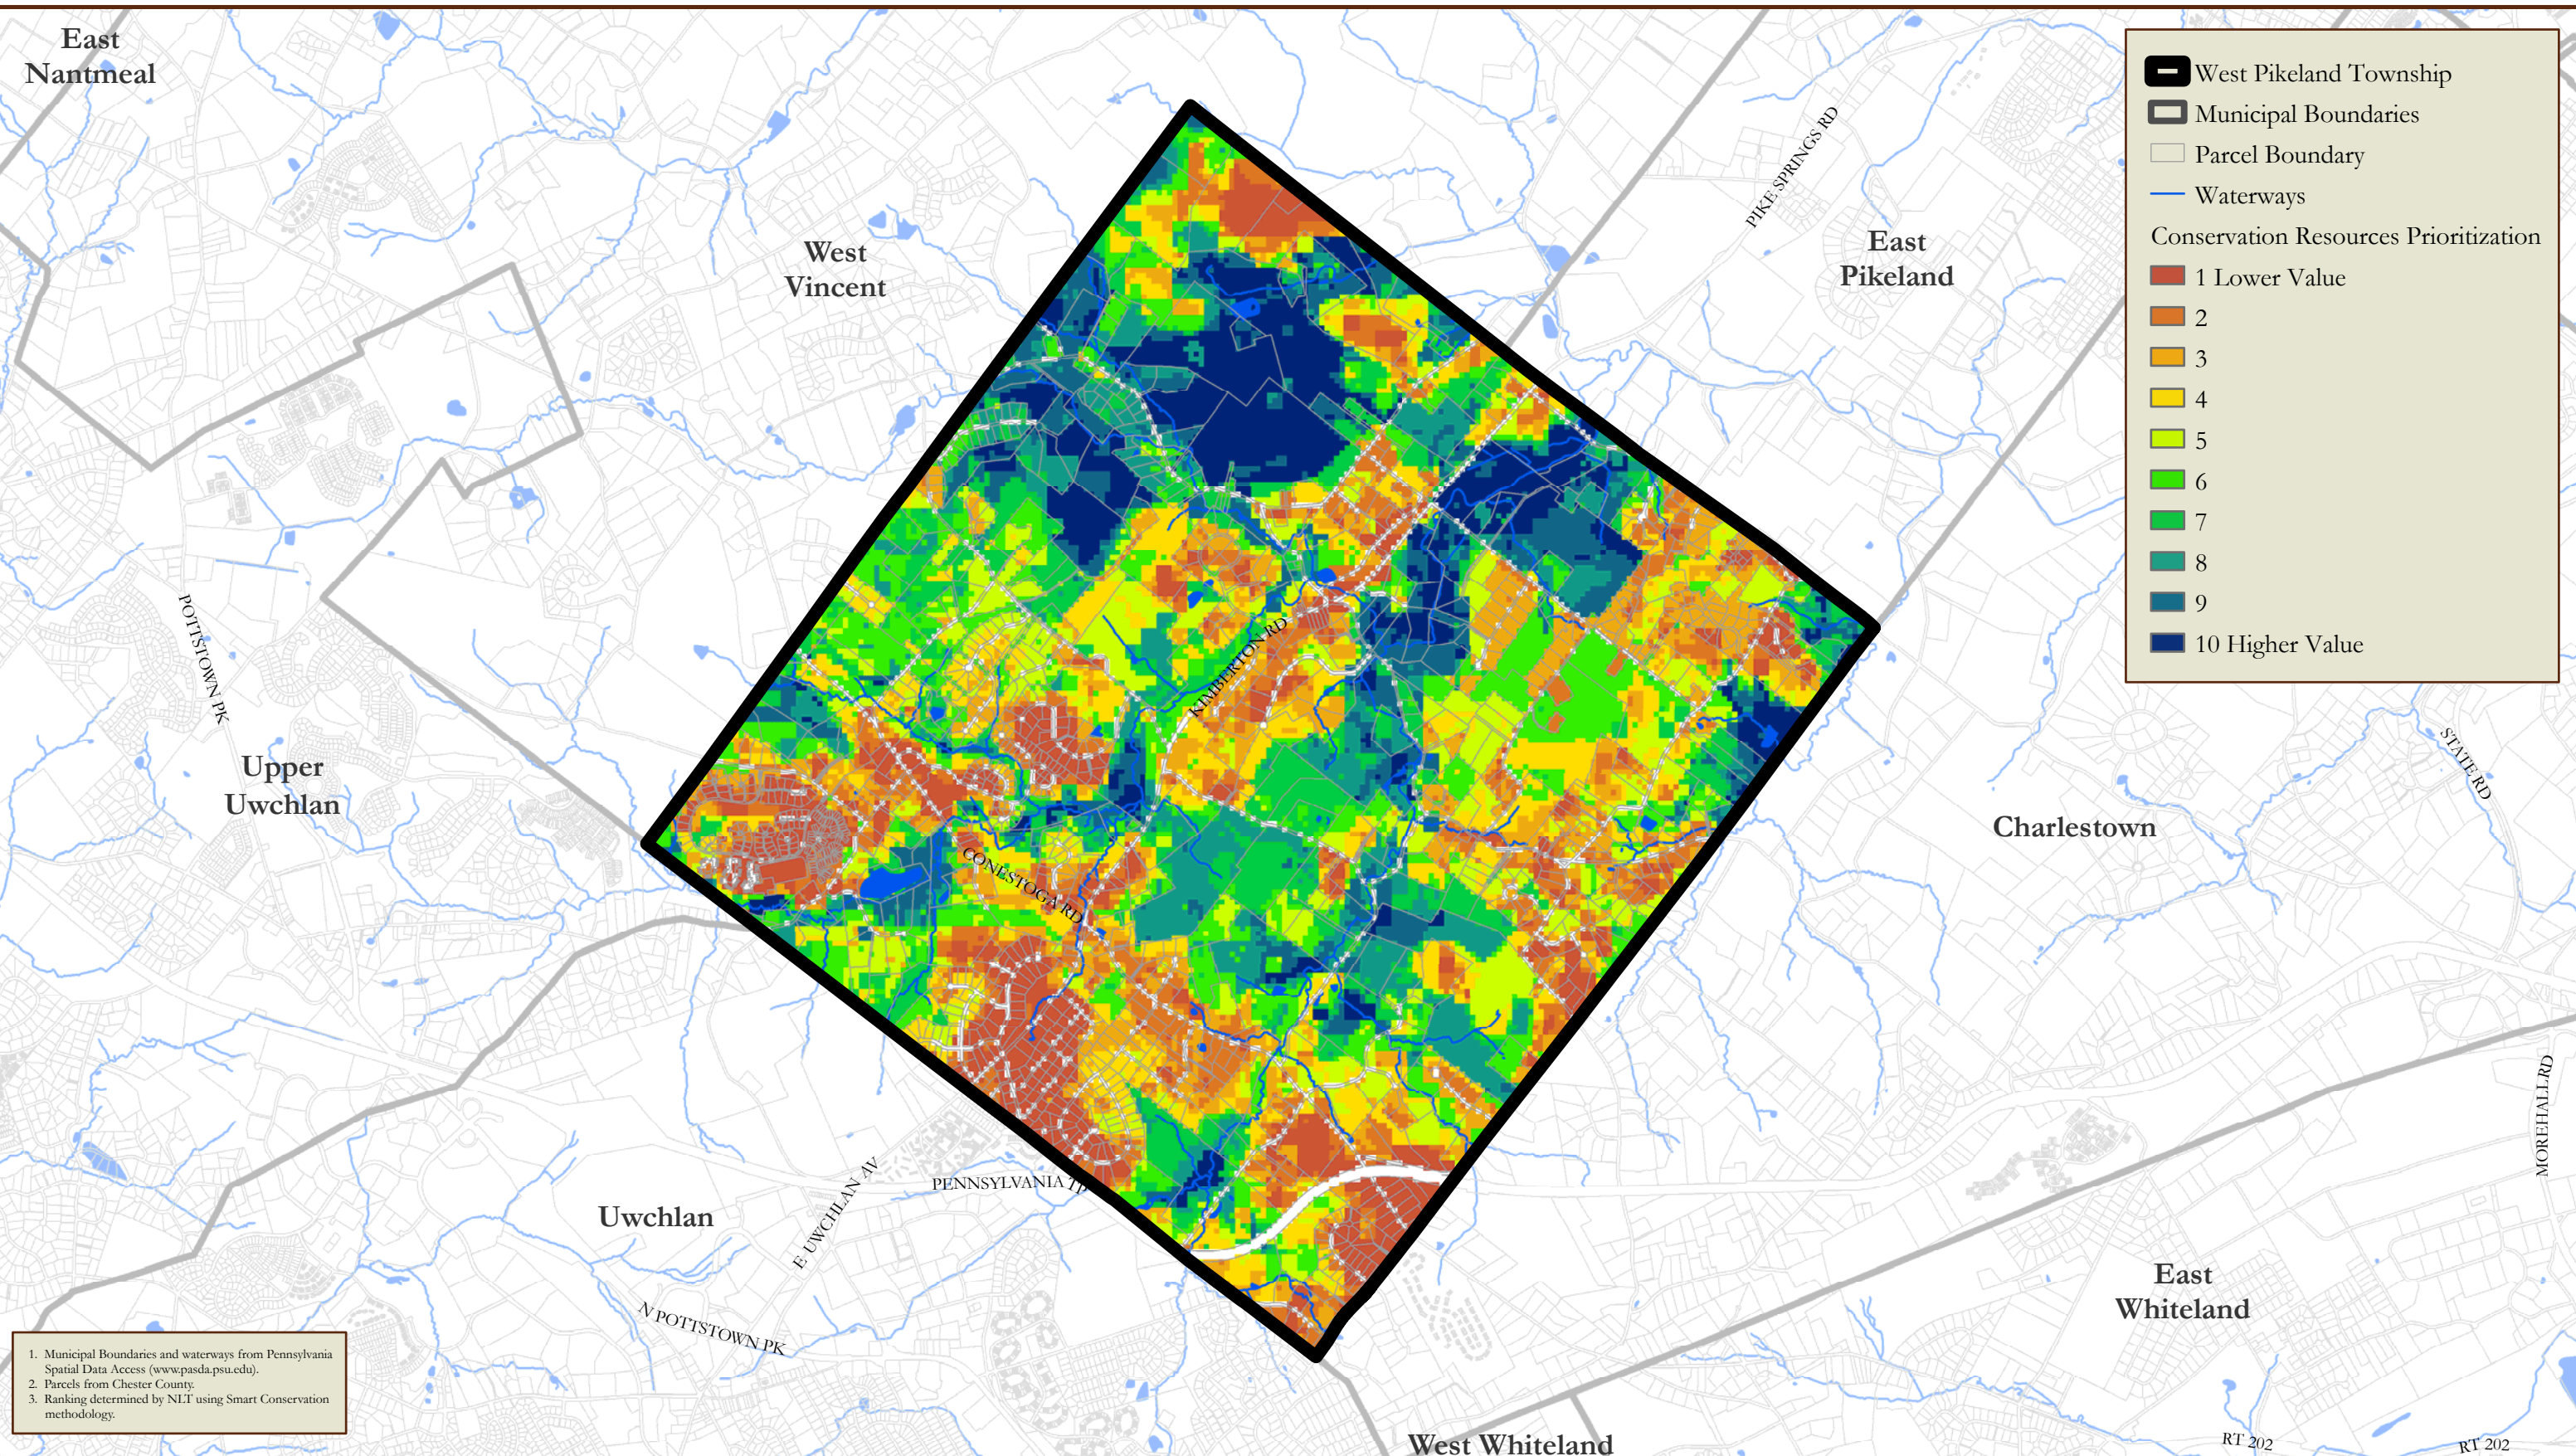 East
Nantmeal
West
Vincent
PIKE SPRINGS RD
East
Pikeland
West Pikeland Township
Municipal Boundaries
Parcel Boundary
Waterways
Conservation Resources Prioritization
1 Lower Value
2
3
4
5
6
7
8
9
10 Higher Value
POTTSTOWN PK
KIMBERTON RD
Upper
Uwchlan
STATE RD
Charlestown
CONESTOGA RD
MOREHALL RD
PENNSYLVANIA TP
E UWCHLAN AV
Uwchlan
East
Whiteland
N POTTSTOWN PK
1. Municipal Boundaries and waterways from Pennsylvania
Spatial Data Access (www.pasda.psu.edu).
2. Parcels from Chester County.
3. Ranking determined by NLT using Smart Conservation
methodology.
West Whiteland
RT 202
RT 202